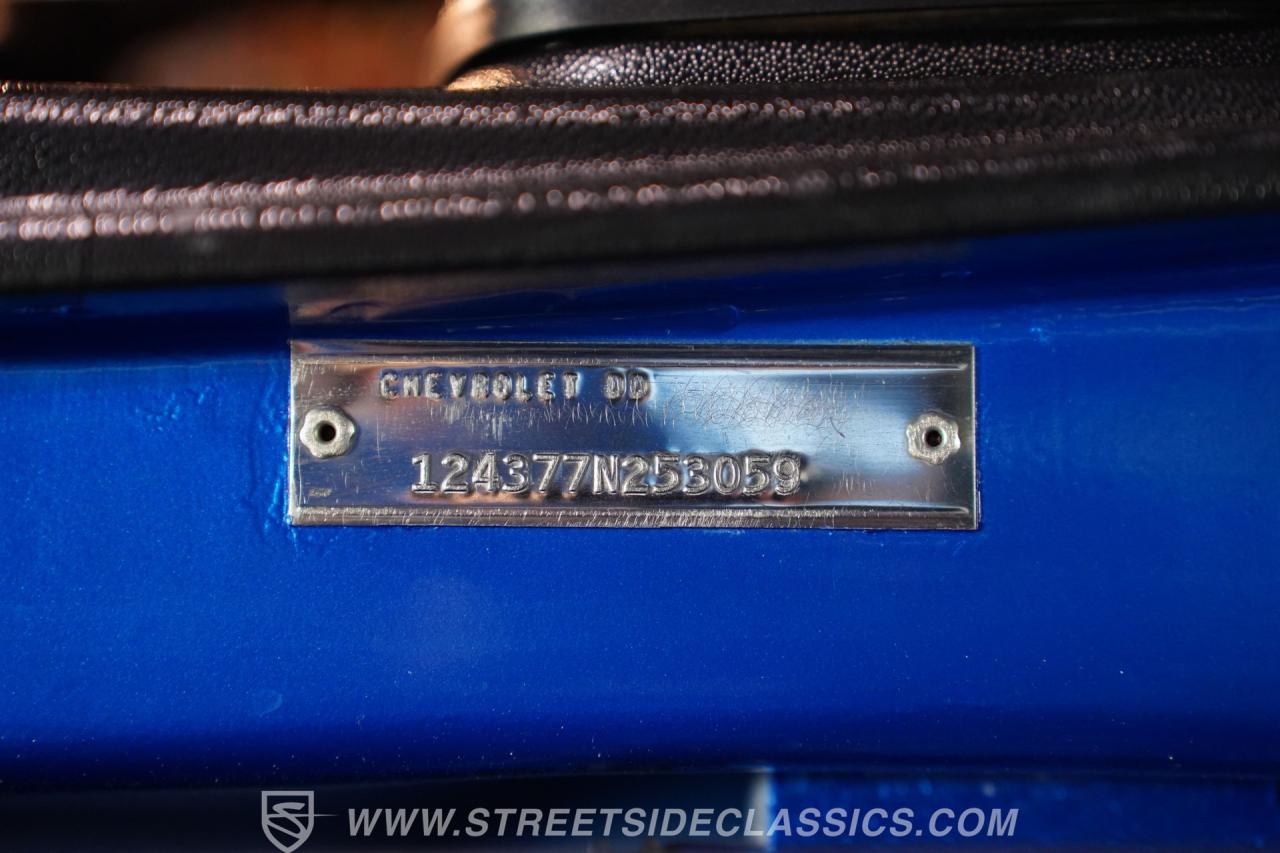 CHEVROLET DD
124377N253059
WWW.STREETSIDECLASSICS.COM